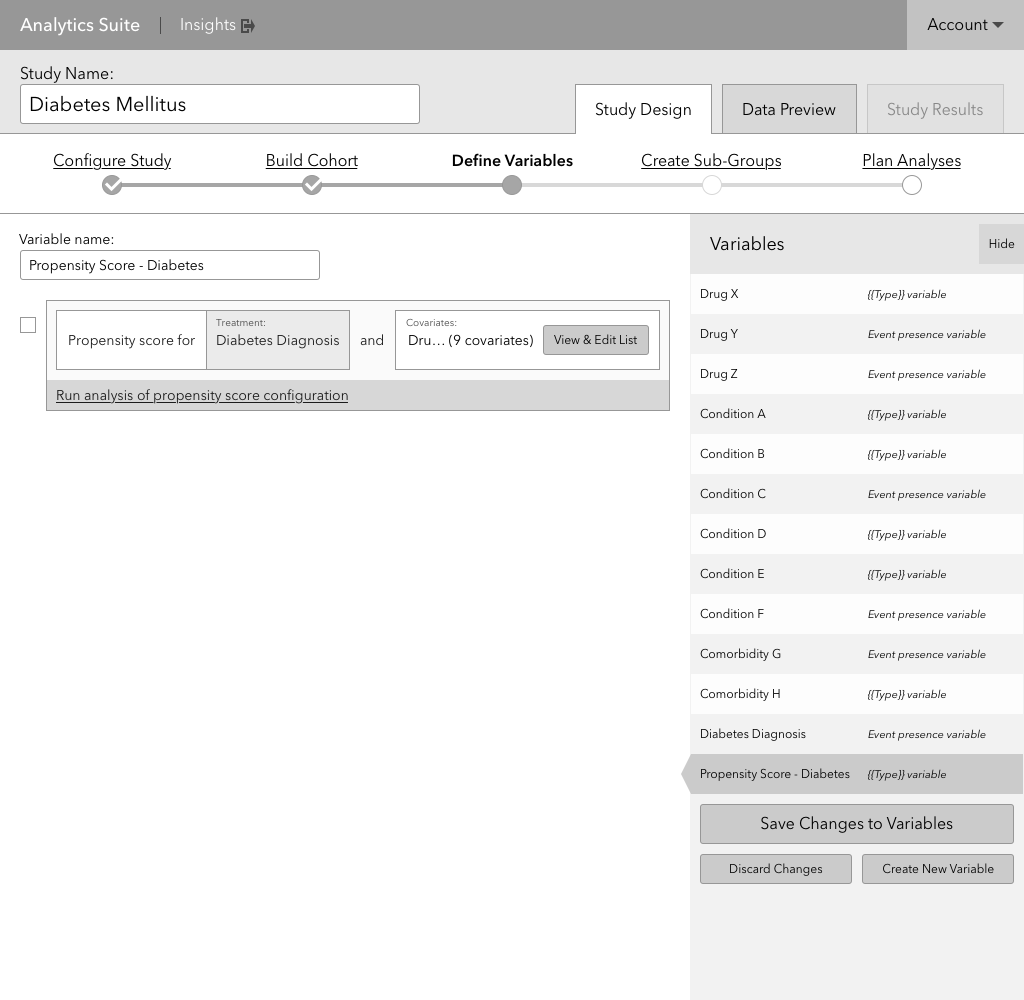 Analytics Suite | Insights
Account
Study Name:
Diabetes Mellitus
Study Design
Data Preview
Study Results
Configure Study
Build Cohort
Define Variables
Create Sub-Groups
Plan Analyses
Variable name:
Propensity Score - Diabetes
Propensity score for
Treatment:
Diabetes Diagnosis
and
Covariates:
Dru... (9 covariates)
View & Edit List
Run analysis of propensity score configuration
Variables
Hide
Drug X {{Type}} variable
Drug Y Event presence variable
Drug Z Event presence variable
Condition A {{Type}} variable
Condition B {{Type}} variable
Condition C Event presence variable
Condition D {{Type}} variable
Condition E {{Type}} variable
Condition F Event presence variable
Comorbidity G Event presence variable
Comorbidity H {{Type}} variable
Diabetes Diagnosis Event presence variable
Propensity Score - Diabetes {{Type}} variable
Save Changes to Variables
Discard Changes
Create New Variable